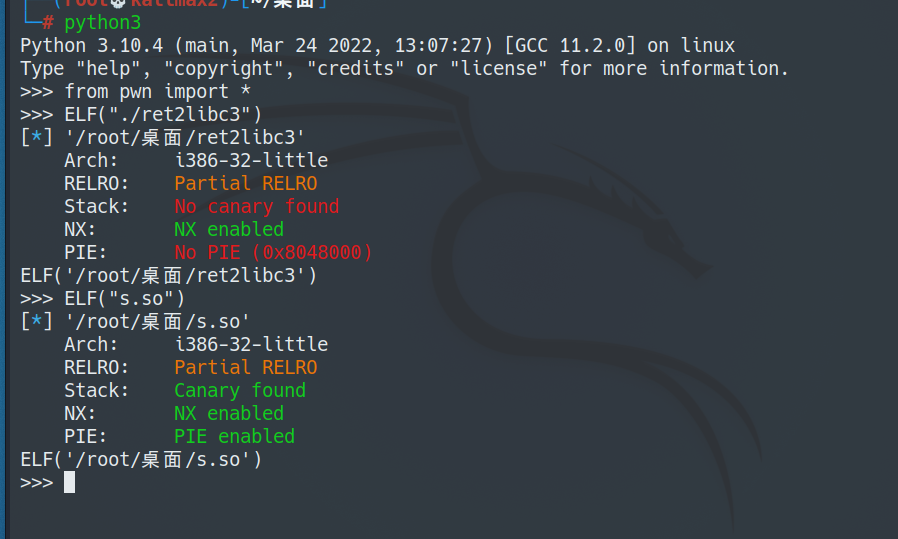 └─# python3
Python 3.10.4 (main, Mar 24 2022, 13:07:27) [GCC 11.2.0] on linux
Type "help", "copyright", "credits" or "license" for more information.
>>> from pwn import *
>>> ELF("./ret2libc3")
[*] '/root/桌面/ret2libc3'
    Arch:     i386-32-little
    RELRO:    Partial RELRO
    Stack:    No canary found
    NX:       NX enabled
    PIE:      No PIE (0x8048000)
ELF('/root/桌面/ret2libc3')
>>> ELF("s.so")
[*] '/root/桌面/s.so'
    Arch:     i386-32-little
    RELRO:    Partial RELRO
    Stack:    Canary found
    NX:       NX enabled
    PIE:      PIE enabled
ELF('/root/桌面/s.so')
>>>